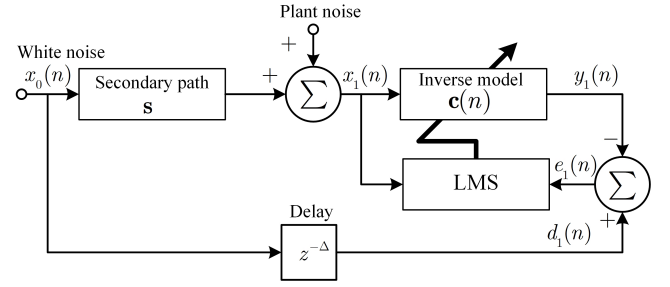 Plant noise
White noise
+
x₀(n)
Secondary path
s
+
Σ
x₁(n)
Inverse model
c(n)
y₁(n)
−
LMS
e₁(n)
Σ
+
Delay
z^{−Δ}
d₁(n)